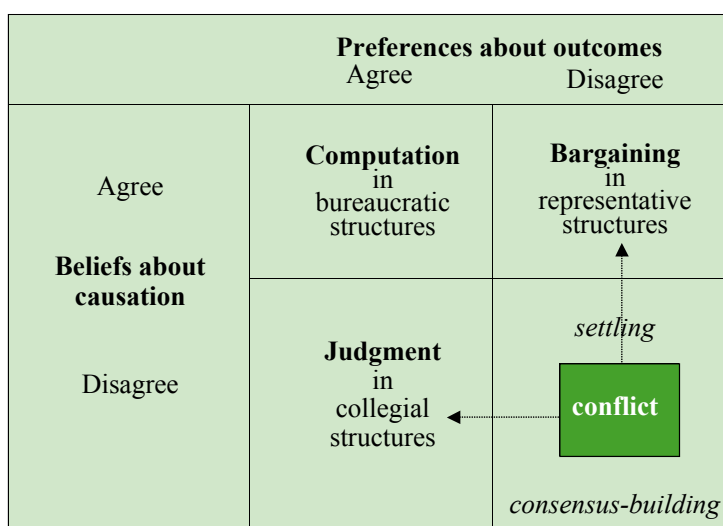 Preferences about outcomes
Agree
Disagree
Agree
Beliefs about
causation
Disagree
Computation
in
bureaucratic
structures
Bargaining
in
representative
structures
Judgment
in
collegial
structures
settling
conflict
consensus-building